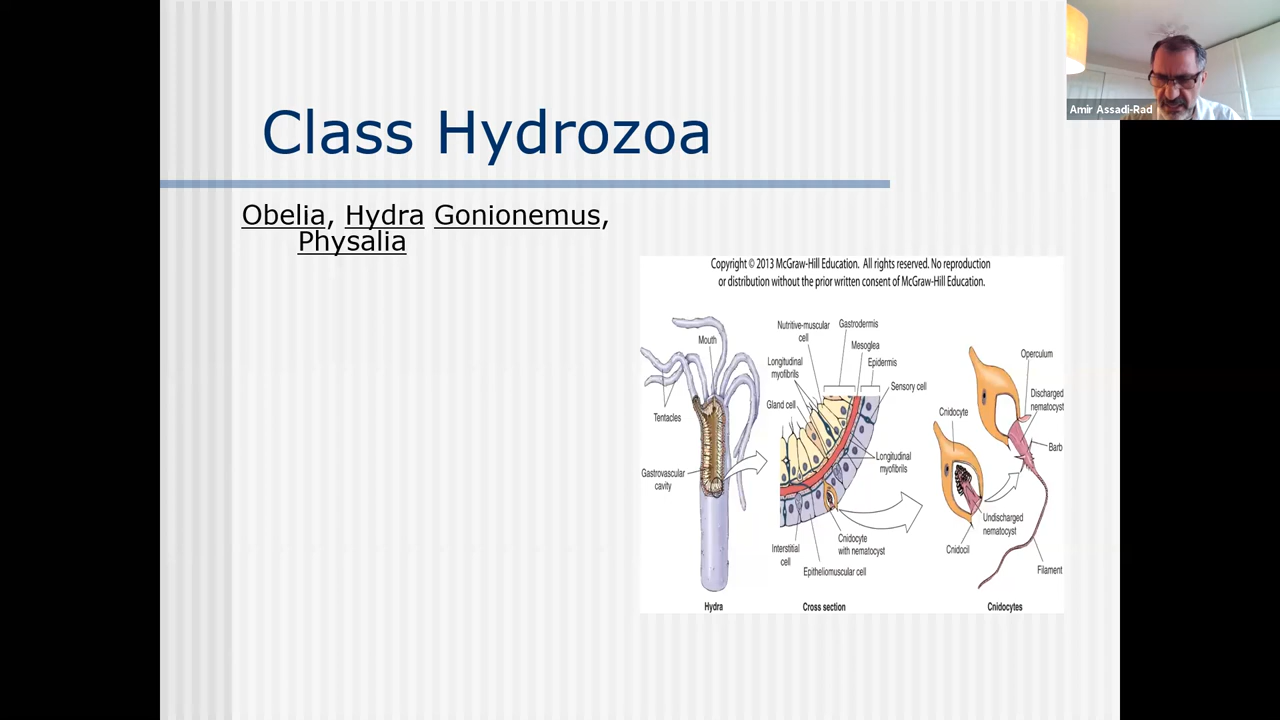 Class Hydrozoa
Amir Assadi-Rad
Obelia, Hydra Gonionemus,
Physalia
Copyright © 2013 McGraw-Hill Education. All rights reserved. No reproduction
or distribution without the prior written consent of McGraw-Hill Education.
Mouth
Tentacles
Gastrovascular
cavity
Hydra
Nutritive-muscular
cell
Gastrodermis
Mesoglea
Epidermis
Longitudinal
myofibrils
Sensory cell
Gland cell
Longitudinal
myofibrils
Interstitial
cell
Cnidocyte
with nematocyst
Epitheliomuscular cell
Cross section
Operculum
Discharged
nematocyst
Cnidocyte
Barb
Undischarged
nematocyst
Cnidocil
Filament
Cnidocytes